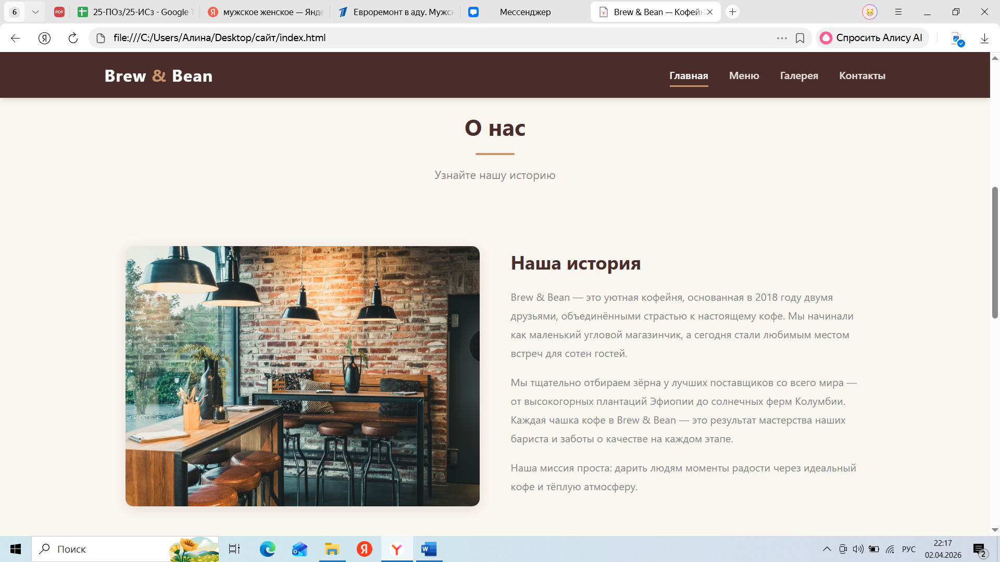 6
PDF
25-ПОз/25-ИСз - Google Т
мужское женское — Янде
Евроремонт в аду. Мужск
Мессенджер
Brew & Bean — Кофейн
file:///C:/Users/Алина/Desktop/сайт/index.html
Спросить Алису AI
Brew & Bean
Главная
Меню
Галерея
Контакты
О нас
Узнайте нашу историю
Наша история
Brew & Bean — это уютная кофейня, основанная в 2018 году двумя
друзьями, объединёнными страстью к настоящему кофе. Мы начинали
как маленький угловой магазинчик, а сегодня стали любимым местом
встреч для сотен гостей.
Мы тщательно отбираем зёрна у лучших поставщиков со всего мира —
от высокогорных плантаций Эфиопии до солнечных ферм Колумбии.
Каждая чашка кофе в Brew & Bean — это результат мастерства наших
бариста и заботы о качестве на каждом этапе.
Наша миссия проста: дарить людям моменты радости через идеальный
кофе и тёплую атмосферу.
Поиск
РУС
22:17
02.04.2026
2